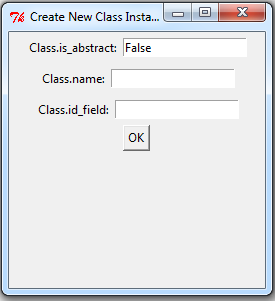 Create New Class Insta...
Class.is_abstract: False
Class.name:
Class.id_field:
OK